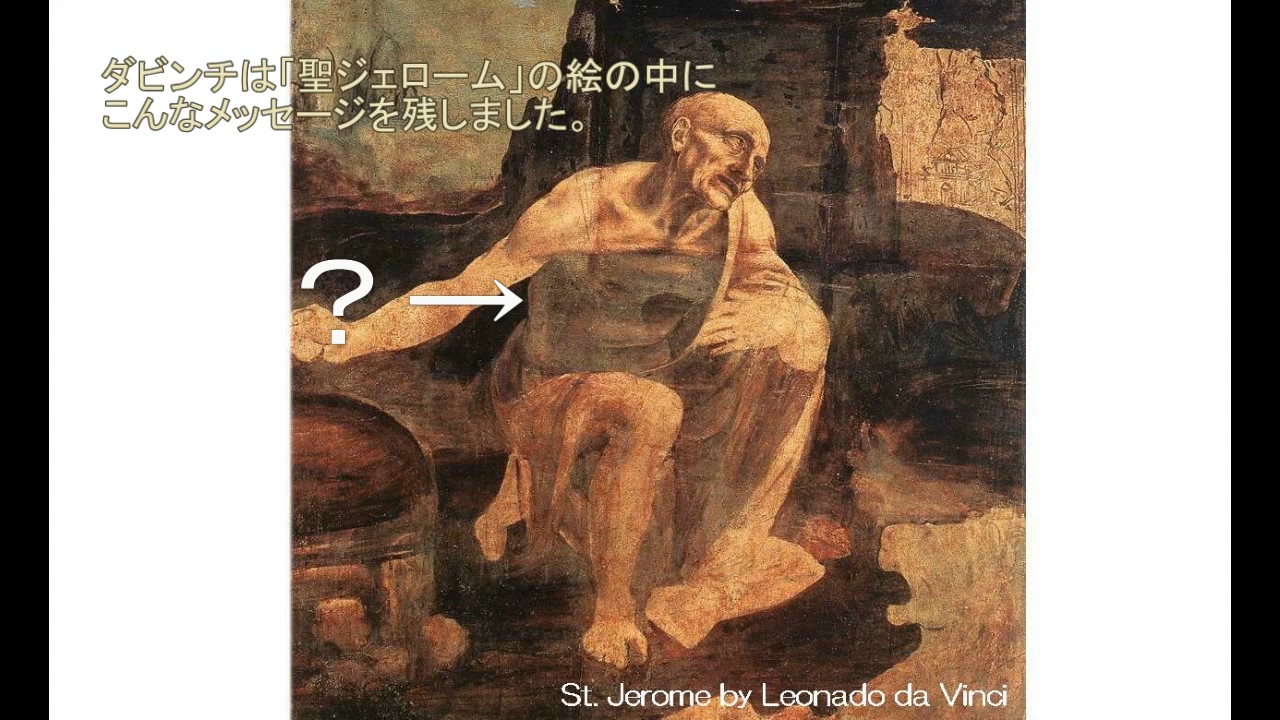 ダビンチは「聖ジェローム」の絵の中に
こんなメッセージを残しました。
?→
St. Jerome by Leonado da Vinci